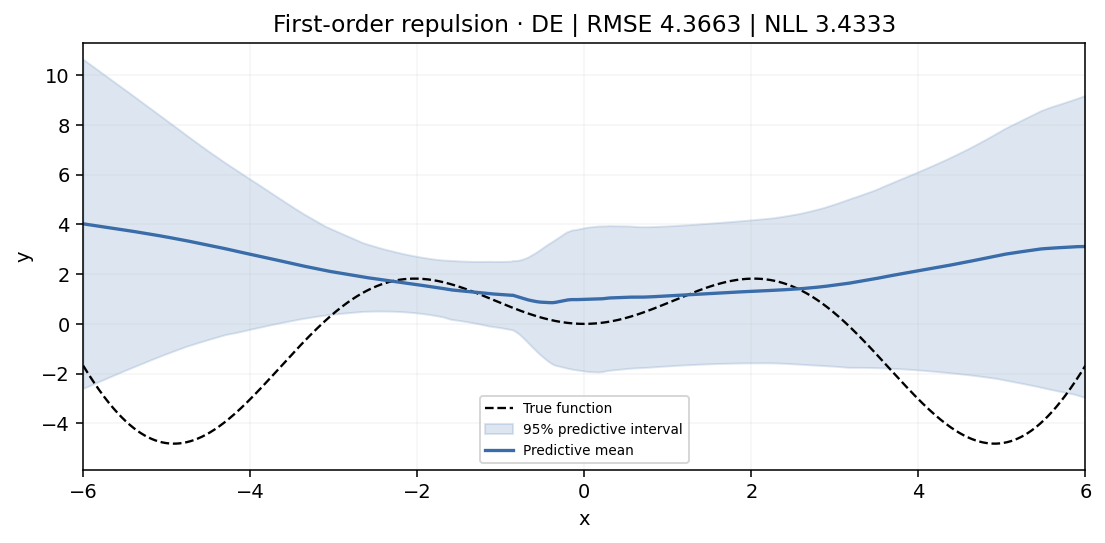 First-order repulsion · DE | RMSE 4.3663 | NLL 3.4333
y
10
8
6
4
2
0
−2
−4
True function
95% predictive interval
Predictive mean
−6
−4
−2
0
2
4
6
x